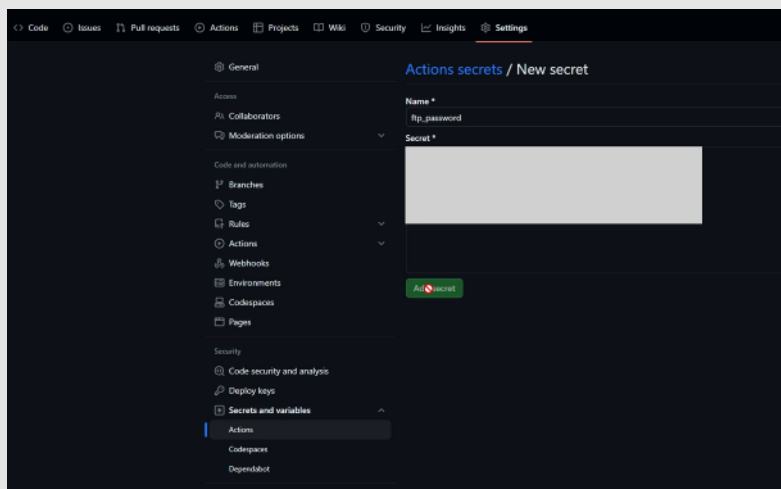 Code Issues Pull requests Actions Projects Wiki Security Insights Settings
General
Access
Collaborators
Moderation options
Code and automation
Branches
Tags
Rules
Actions
Webhooks
Environments
Codespaces
Pages
Security
Code security and analysis
Deploy keys
Secrets and variables
Actions
Codespaces
Dependabot
Actions secrets / New secret
Name *
ftp_password
Secret *
Add secret